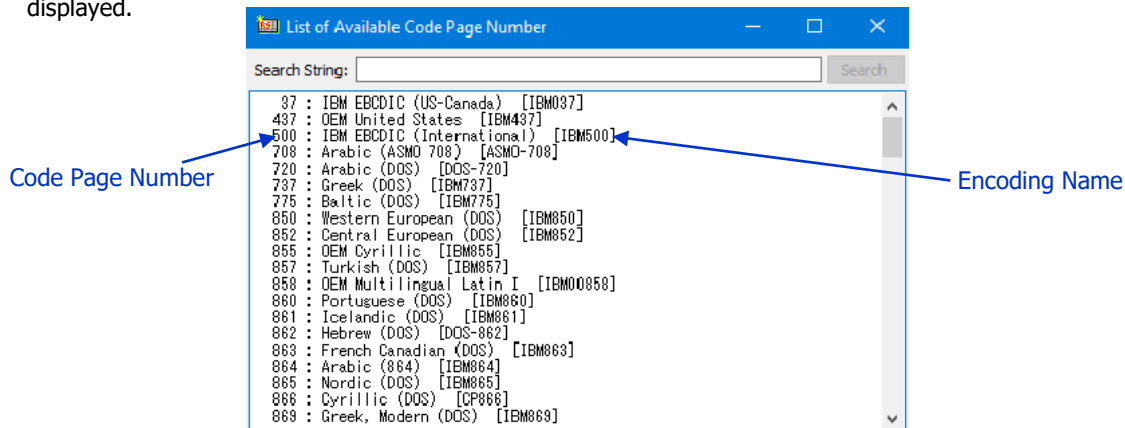 displayed.
RSI List of Available Code Page Number
Search String: Search
37 : IBM EBCDIC (US-Canada) [IBM037]
437 : OEM United States [IBM437]
500 : IBM EBCDIC (International) [IBM500]
708 : Arabic (ASMO 708) [ASMO-708]
720 : Arabic (DOS) [DOS-720]
737 : Greek (DOS) [IBM737]
775 : Baltic (DOS) [IBM775]
850 : Western European (DOS) [IBM850]
852 : Central European (DOS) [IBM852]
855 : OEM Cyrillic [IBM855]
857 : Turkish (DOS) [IBM857]
858 : OEM Multilingual Latin I [IBM00858]
860 : Portuguese (DOS) [IBM860]
861 : Icelandic (DOS) [IBM861]
862 : Hebrew (DOS) [DOS-862]
863 : French Canadian (DOS) [IBM863]
864 : Arabic (864) [IBM864]
865 : Nordic (DOS) [IBM865]
866 : Cyrillic (DOS) [CP866]
869 : Greek, Modern (DOS) [IBM869]
Code Page Number
Encoding Name